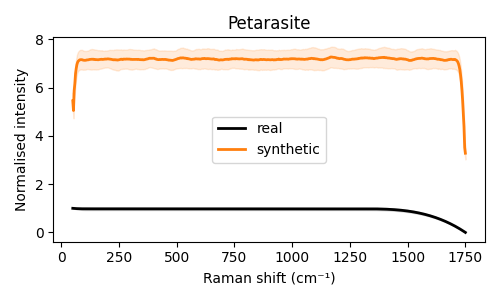 Petarasite
Normalised intensity
8
6
4
2
0
real
synthetic
0 250 500 750 1000 1250 1500 1750
Raman shift (cm⁻¹)